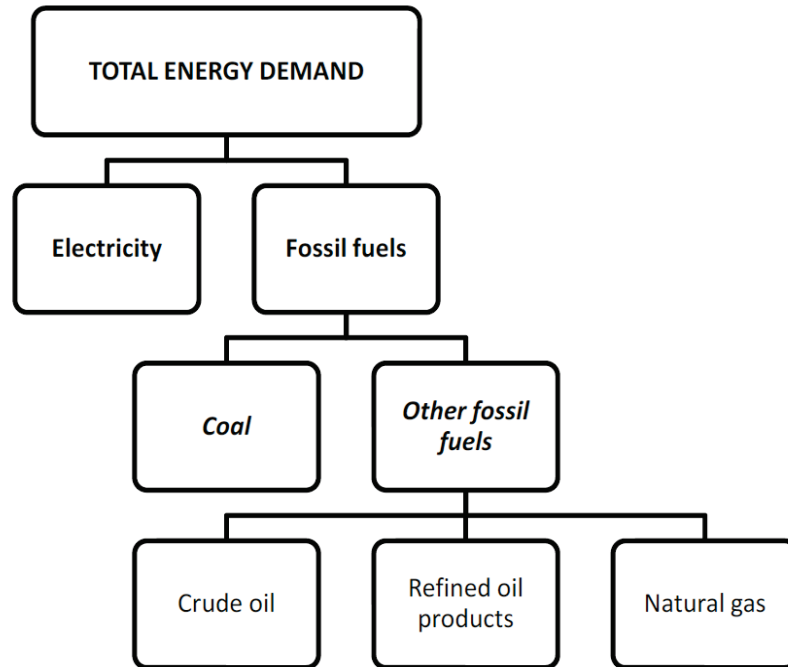 TOTAL ENERGY DEMAND
Electricity
Fossil fuels
Coal
Other fossil
fuels
Crude oil
Refined oil
products
Natural gas